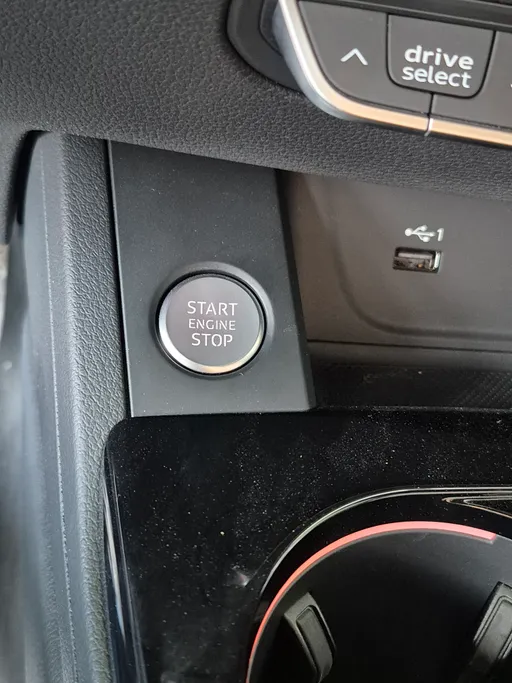 drive
select
1
START
ENGINE
STOP